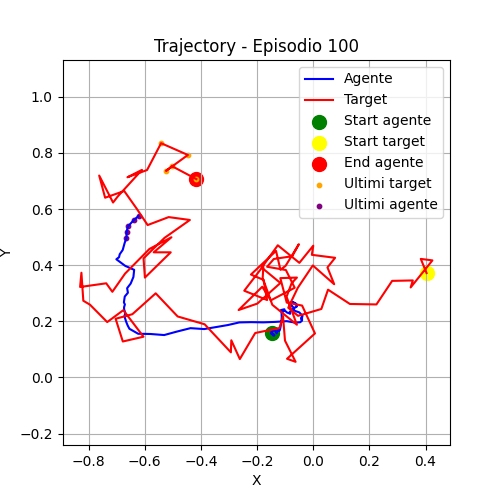 Trajectory - Episodio 100
Agente
Target
Start agente
Start target
End agente
Ultimi target
Ultimi agente
Y
1.0
0.8
0.6
0.4
0.2
0.0
−0.2
−0.8 −0.6 −0.4 −0.2 0.0 0.2 0.4
X